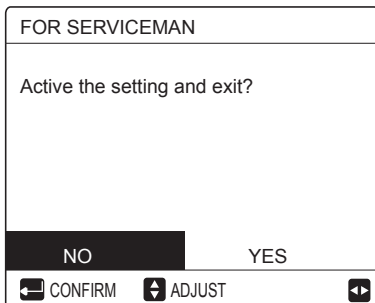 FOR SERVICEMAN
Active the setting and exit?
NO YES
CONFIRM ADJUST